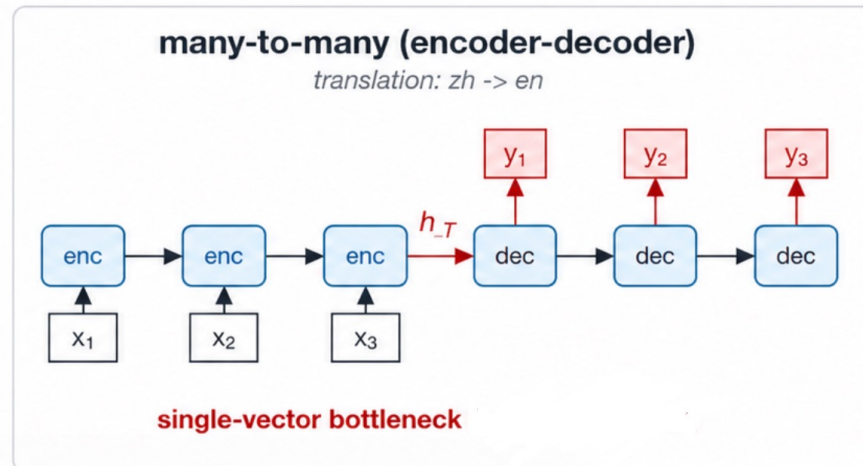 many-to-many (encoder-decoder)
translation: zh -> en
y₁ y₂ y₃
h_T
enc enc enc dec dec dec
x₁ x₂ x₃
single-vector bottleneck